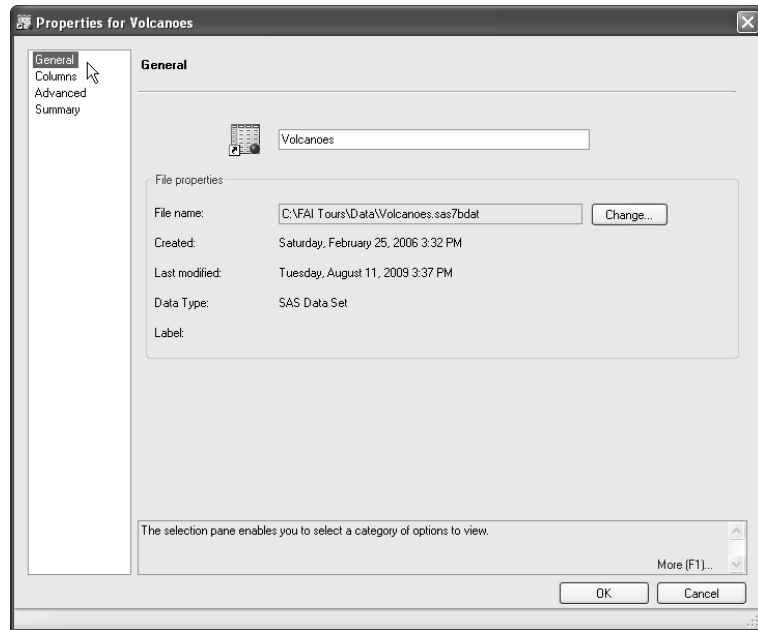 Properties for Volcanoes
General
Columns
Advanced
Summary
General
Volcanoes
File properties
File name: C:\FAI Tours\Data\Volcanoes.sas7bdat Change...
Created: Saturday, February 25, 2006 3:32 PM
Last modified: Tuesday, August 11, 2009 3:37 PM
Data Type: SAS Data Set
Label:
The selection pane enables you to select a category of options to view.
More (F1)...
OK Cancel